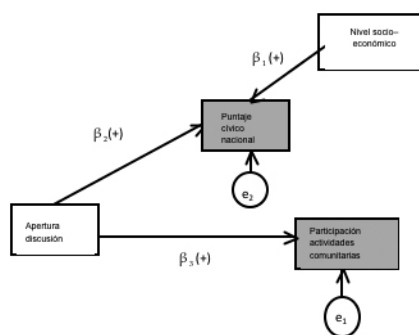 Nivel socio–
económico
β₁(+)
Puntaje
cívico
nacional
β₂(+)
e₂
Apertura
discusión
β₃(+)
Participación
actividades
comunitarias
e₁